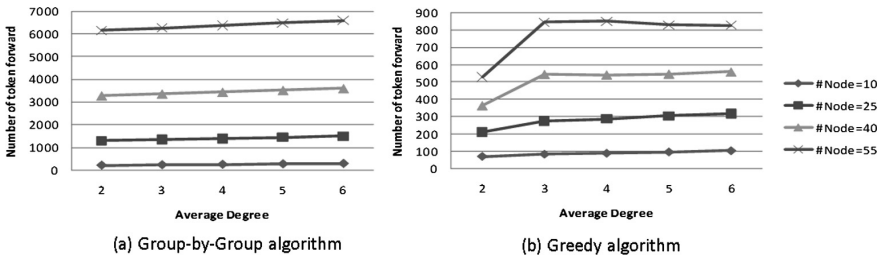 Number of token forward
7000
6000
5000
4000
3000
2000
1000
0
2 3 4 5 6
Average Degree
(a) Group-by-Group algorithm
Number of token forward
900
800
700
600
500
400
300
200
100
0
2 3 4 5 6
Average Degree
(b) Greedy algorithm
#Node=10
#Node=25
#Node=40
#Node=55